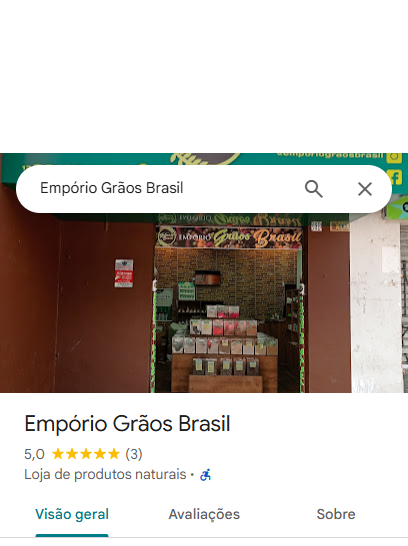 @emporiograosbrasil
Empório Grãos Brasil
EMPÓRIO Grãos Brasil
Empório Grãos Brasil
5,0 (3)
Loja de produtos naturais ·
Visão geral
Avaliações
Sobre